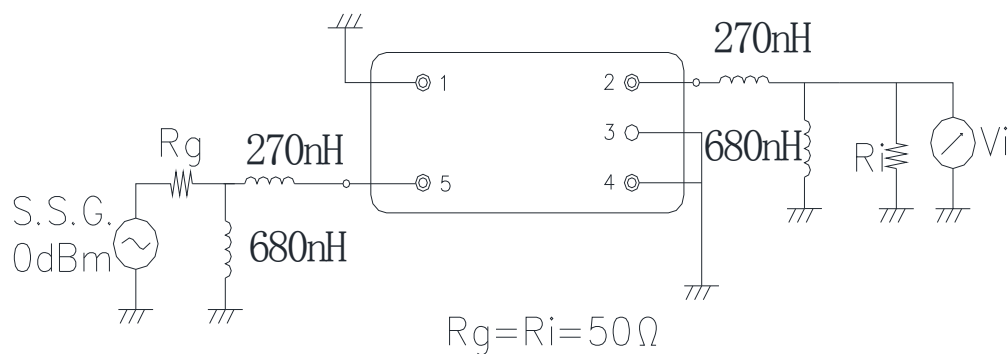 270nH
1
2
270nH
Rg
3
680nH
Ri
Vi
5
4
S.S.G.
0dBm
680nH
Rg=Ri=50Ω